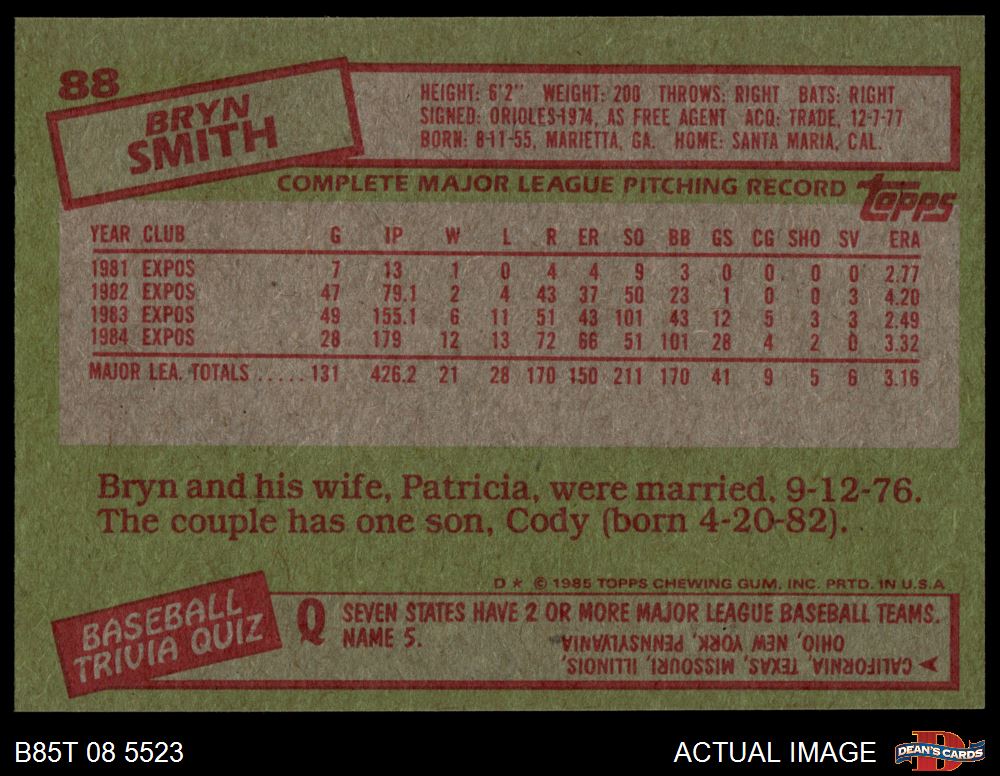 88
BRYN
SMITH
HEIGHT: 6'2" WEIGHT: 200 THROWS: RIGHT BATS: RIGHT
SIGNED: ORIOLES-1974, AS FREE AGENT ACQ: TRADE, 12-7-77
BORN: 8-11-55, MARIETTA, GA. HOME: SANTA MARIA, CAL.
COMPLETE MAJOR LEAGUE PITCHING RECORD topps
YEAR CLUB G IP W L R ER SO BB GS CG SHO SV ERA
1981 EXPOS 7 13 1 0 4 4 9 3 0 0 0 0 2.77
1982 EXPOS 47 79.1 2 4 43 37 50 23 1 0 0 3 4.20
1983 EXPOS 49 155.1 6 11 51 43 101 43 12 5 3 3 2.49
1984 EXPOS 28 179 12 13 72 66 51 101 28 4 2 0 3.32
MAJOR LEA. TOTALS ..... 131 426.2 21 28 170 150 211 170 41 9 5 6 3.16
Bryn and his wife, Patricia, were married, 9-12-76.
The couple has one son, Cody (born 4-20-82).
D * © 1985 TOPPS CHEWING GUM, INC. PRTD. IN U.S.A.
BASEBALL
TRIVIA QUIZ
Q SEVEN STATES HAVE 2 OR MORE MAJOR LEAGUE BASEBALL TEAMS.
NAME 5.
CALIFORNIA, TEXAS, MISSOURI, ILLINOIS,
OHIO, NEW YORK, PENNSYLVANIA
B85T 08 5523
ACTUAL IMAGE
D
DEAN'S CARDS